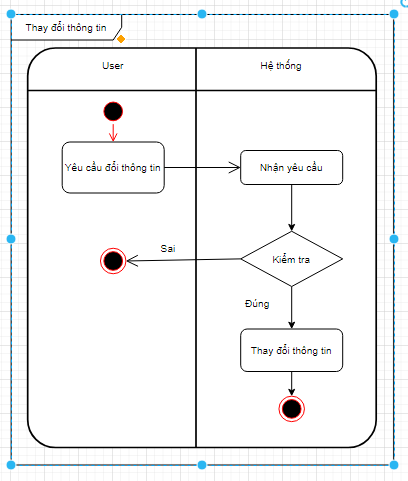 Thay đổi thông tin
User
Hệ thống
Yêu cầu đổi thông tin
Nhận yêu cầu
Sai
Kiểm tra
Đúng
Thay đổi thông tin